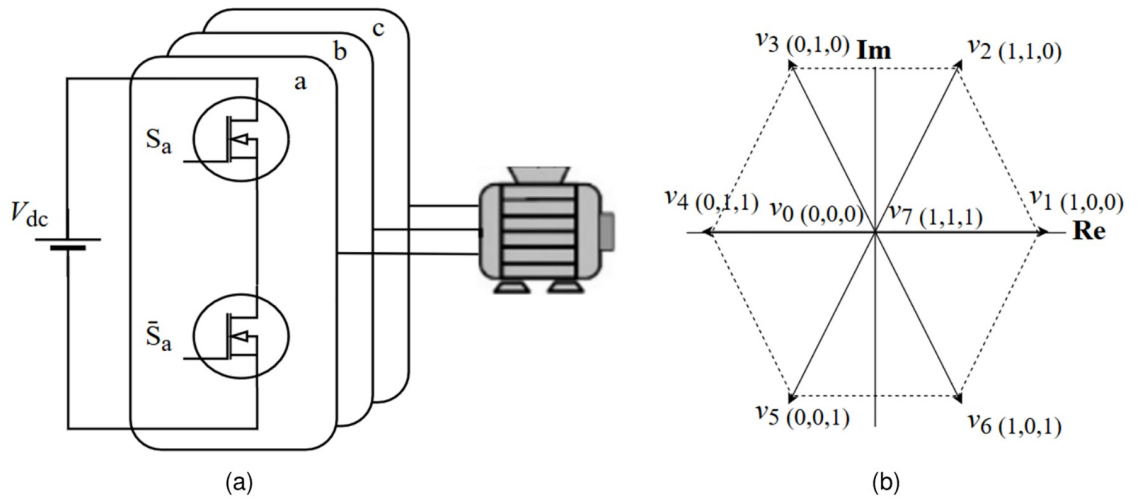 c
b
a
Sₐ
V_dc
S̄ₐ
(a)
v₃ (0,1,0)
Im
v₂ (1,1,0)
v₄ (0,1,1)
v₀ (0,0,0)
v₇ (1,1,1)
v₁ (1,0,0)
Re
v₅ (0,0,1)
v₆ (1,0,1)
(b)